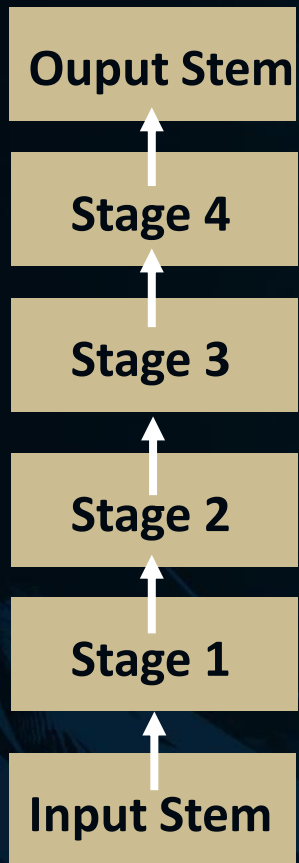 Ouput Stem
Stage 4
Stage 3
Stage 2
Stage 1
Input Stem